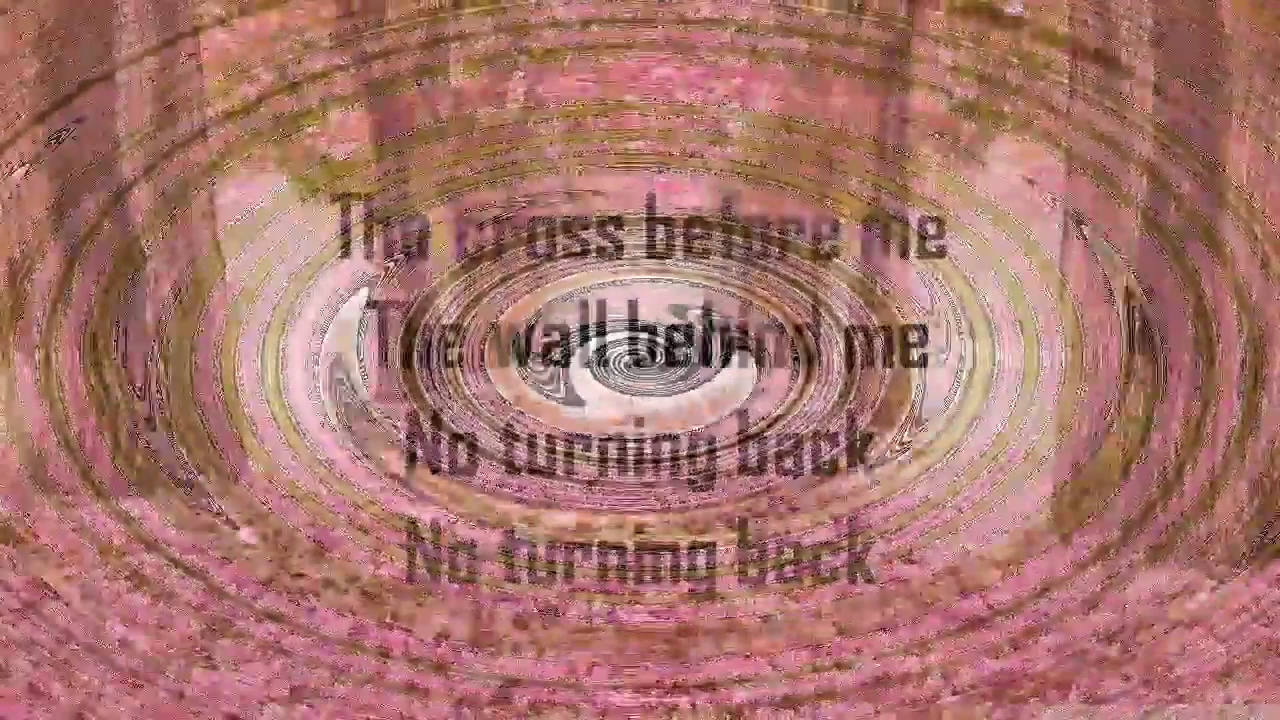 The cross before me
The wall behind me
No turning back
No turning back